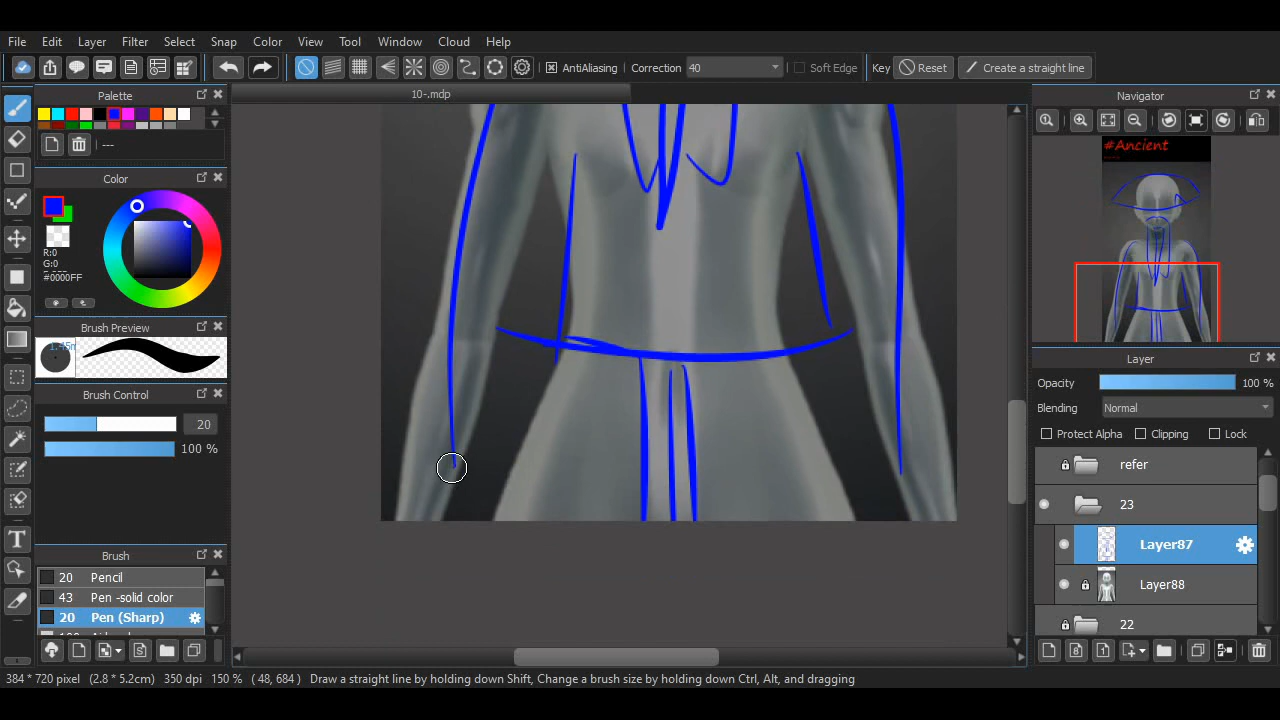 File Edit Layer Filter Select Snap Color View Tool Window Cloud Help
AntiAliasing Correction 40 Soft Edge Key Reset Create a straight line
Palette
10-.mdp
Navigator
---
#Ancient
Color
R:0
G:0
#0000FF
Brush Preview
Brush Control
20
100 %
Brush
20 Pencil
43 Pen -solid color
20 Pen (Sharp)
Layer
Opacity 100 %
Blending Normal
Protect Alpha Clipping Lock
refer
23
Layer87
Layer88
22
384 * 720 pixel (2.8 * 5.2cm) 350 dpi 150 % ( 48, 684 ) Draw a straight line by holding down Shift, Change a brush size by holding down Ctrl, Alt, and dragging